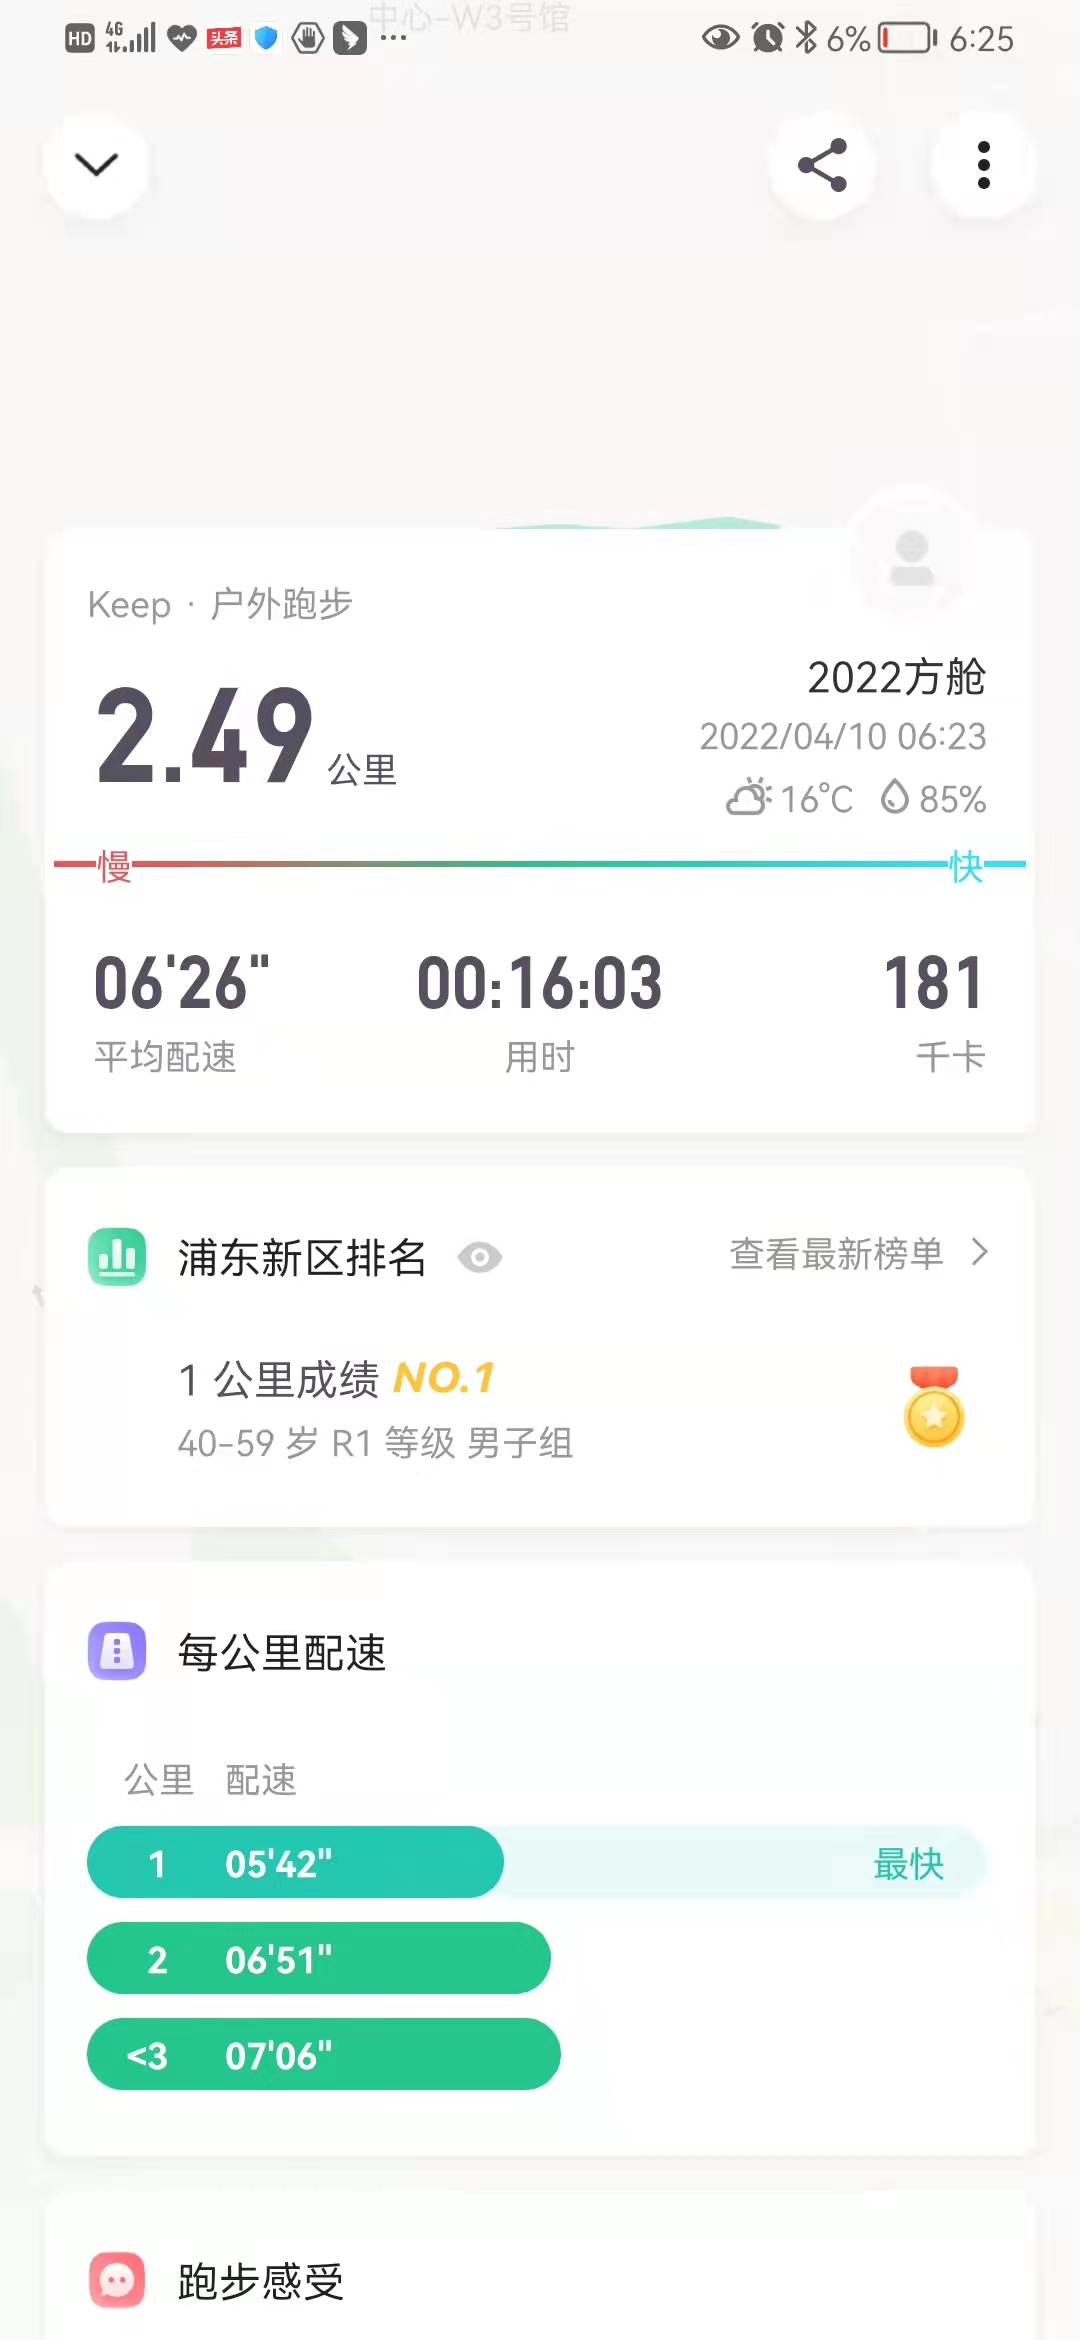 中心-W3号馆
HD 4G 头条 6% 6:25
Keep · 户外跑步
2.49 公里
2022方舱
2022/04/10 06:23
16°C 85%
慢 快
06'26" 00:16:03 181
平均配速 用时 千卡
浦东新区排名 查看最新榜单
1 公里成绩 NO.1
40-59 岁 R1 等级 男子组
每公里配速
公里 配速
1 05'42" 最快
2 06'51"
<3 07'06"
跑步感受